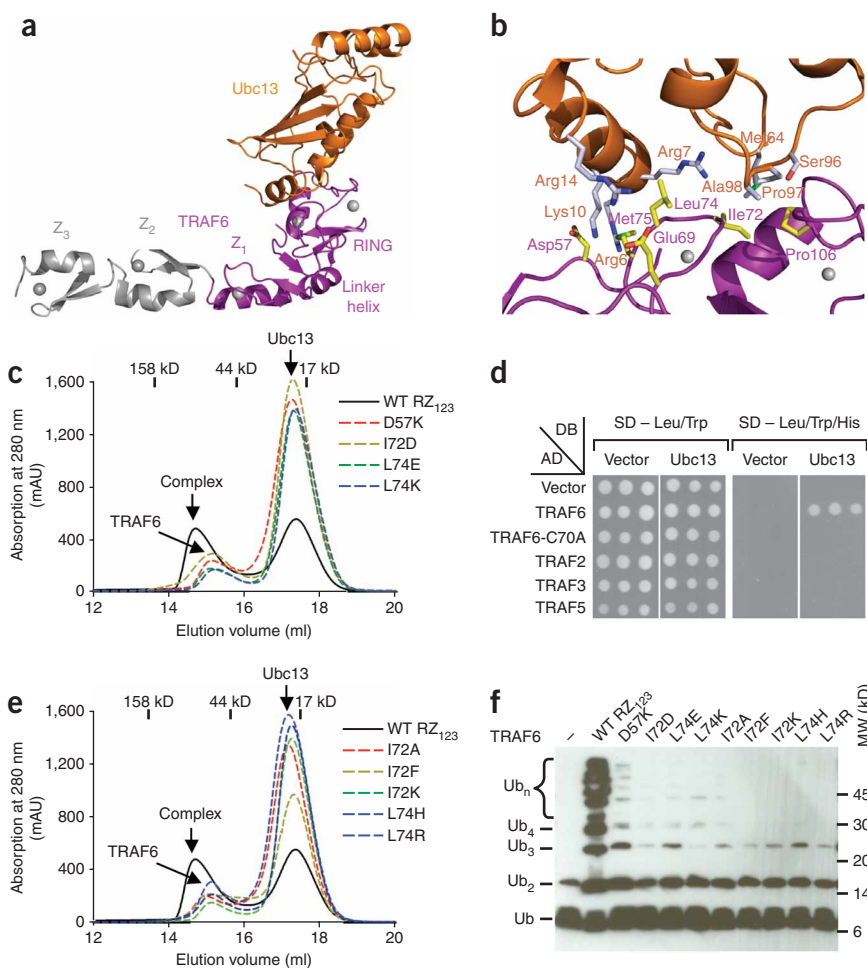 a
Ubc13
TRAF6
Z3
Z2
Z1
RING
Linker
helix
b
Met64
Arg7
Ser96
Arg14
Ala98
Pro97
Leu74
Lys10
Met75
Ile72
Asp57
Glu69
Arg6
Pro106
c
Ubc13
158 kD
44 kD
17 kD
1,600
1,200
800
400
0
Absorption at 280 nm
(mAU)
Complex
TRAF6
WT RZ123
D57K
I72D
L74E
L74K
12
14
16
18
20
Elution volume (ml)
d
SD – Leu/Trp
SD – Leu/Trp/His
DB
AD
Vector
Ubc13
Vector
Ubc13
Vector
TRAF6
TRAF6-C70A
TRAF2
TRAF3
TRAF5
e
Ubc13
158 kD
44 kD
17 kD
1,600
1,200
800
400
0
Absorption at 280 nm
(mAU)
Complex
TRAF6
WT RZ123
I72A
I72F
I72K
L74H
L74R
12
14
16
18
20
Elution volume (ml)
f
TRAF6
–
WT RZ123
D57K
I72D
L74E
L74K
I72A
I72F
I72K
L74H
L74R
MW (kD)
Ubn
Ub4
Ub3
Ub2
Ub
45
30
20
14
6